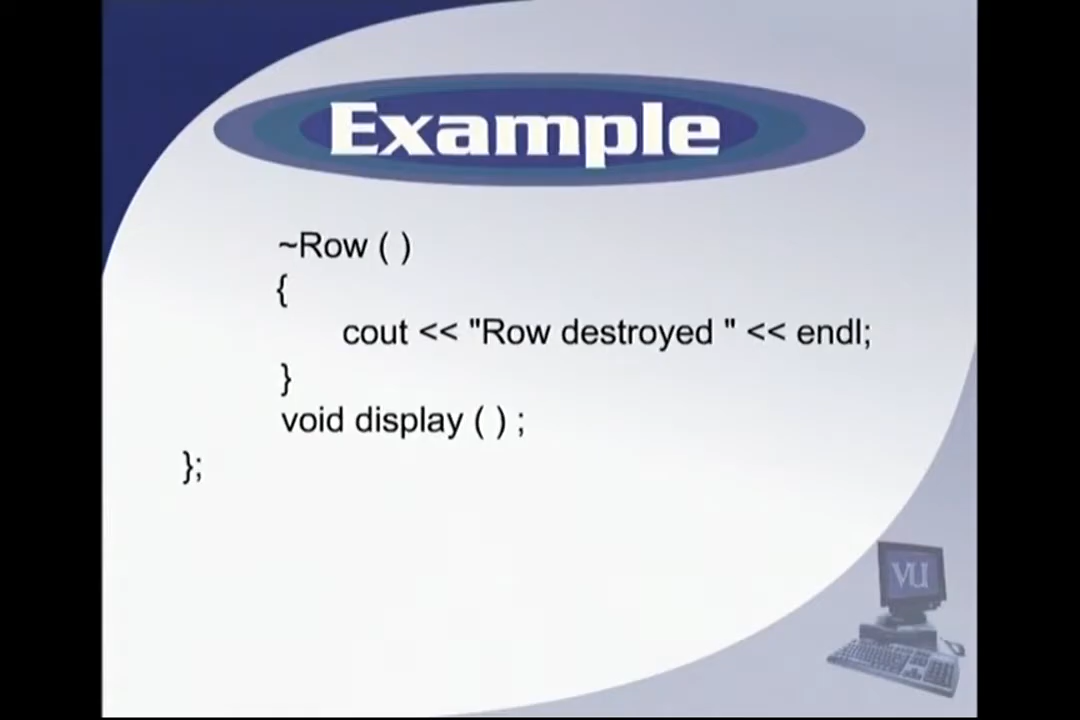 Example
~Row ( )
{
cout << "Row destroyed " << endl;
}
void display ( ) ;
};
VU